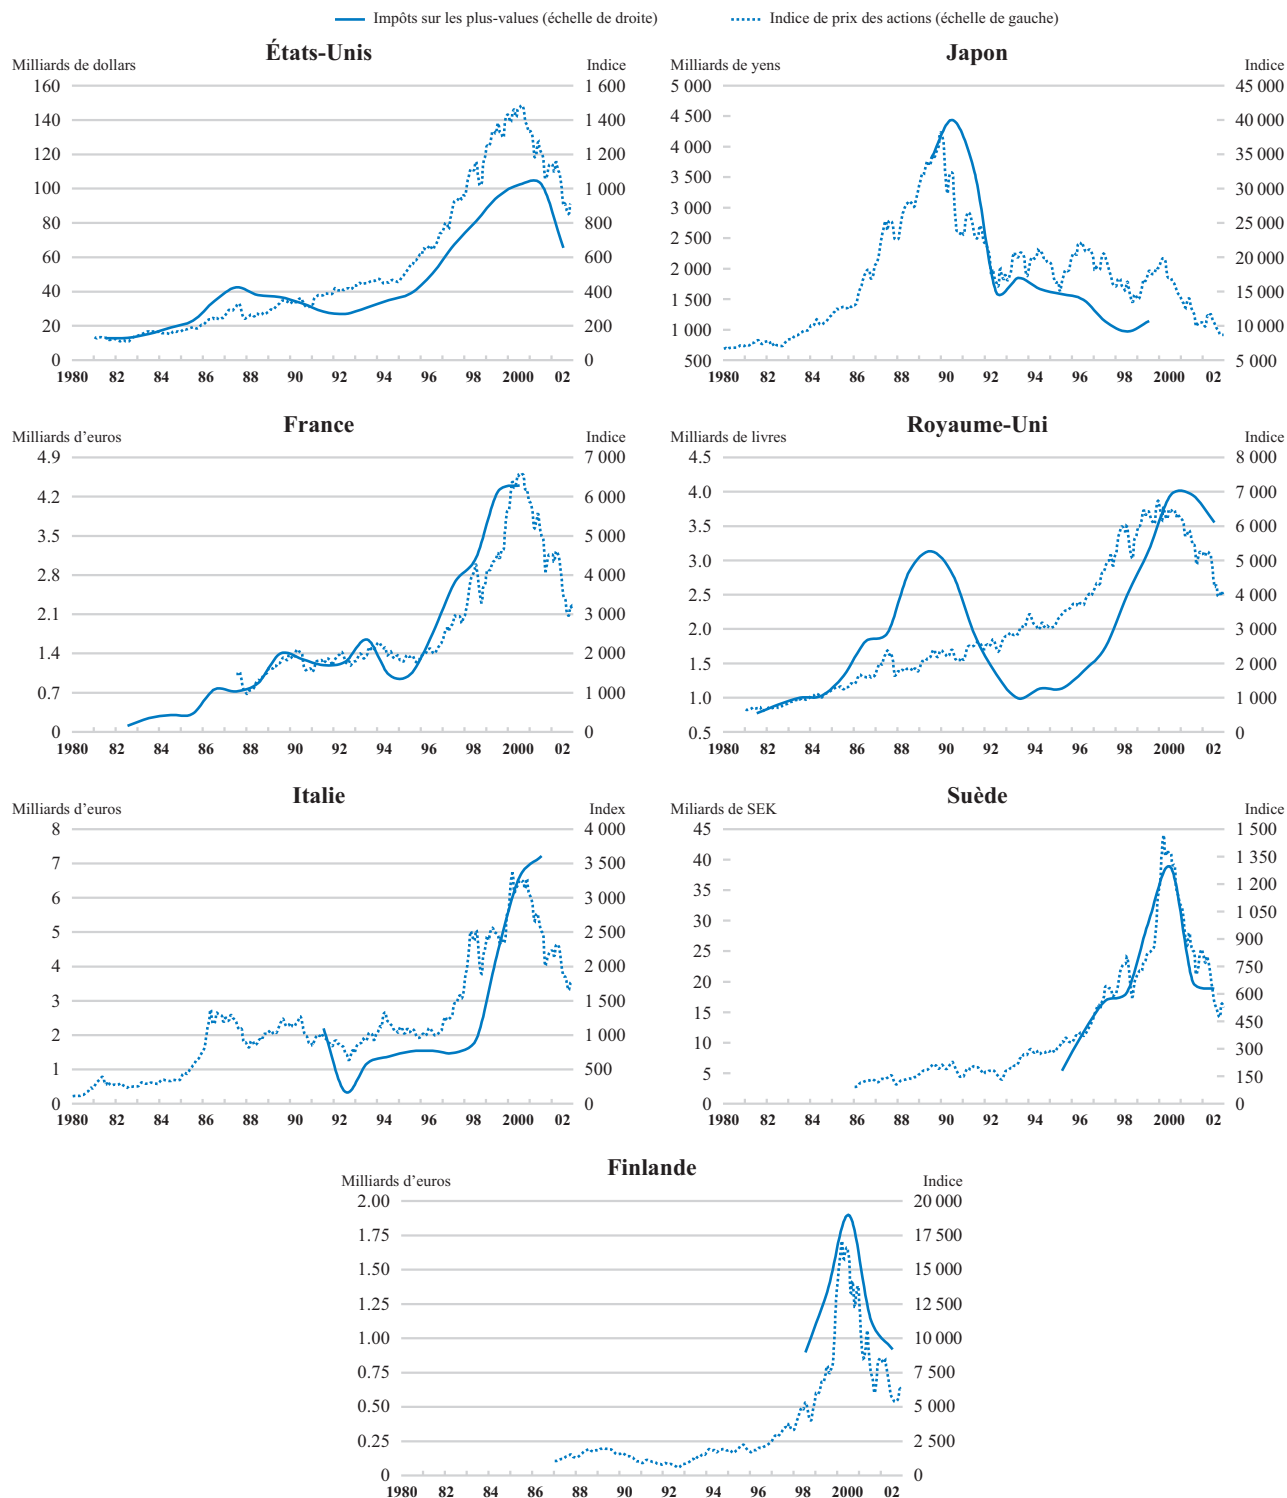 Impôts sur les plus-values (échelle de droite) Indice de prix des actions (échelle de gauche)
États-Unis
Milliards de dollars Indice
160 1 600
140 1 400
120 1 200
100 1 000
80 800
60 600
40 400
20 200
0 0
1980 82 84 86 88 90 92 94 96 98 2000 02
Japon
Milliards de yens Indice
5 000 45 000
4 500 40 000
4 000 35 000
3 500 30 000
3 000 25 000
2 500 20 000
2 000 15 000
1 500 10 000
1 000 5 000
500
1980 82 84 86 88 90 92 94 96 98 2000 02
France
Milliards d’euros Indice
4.9 7 000
4.2 6 000
3.5 5 000
2.8 4 000
2.1 3 000
1.4 2 000
0.7 1 000
0 0
1980 82 84 86 88 90 92 94 96 98 2000 02
Royaume-Uni
Milliards de livres Indice
4.5 8 000
4.0 7 000
3.5 6 000
3.0 5 000
2.5 4 000
2.0 3 000
1.5 2 000
1.0 1 000
0.5 0
1980 82 84 86 88 90 92 94 96 98 2000 02
Italie
Milliards d’euros Index
8 4 000
7 3 500
6 3 000
5 2 500
4 2 000
3 1 500
2 1 000
1 500
0 0
1980 82 84 86 88 90 92 94 96 98 2000 02
Suède
Miliards de SEK Indice
45 1 500
40 1 350
35 1 200
30 1 050
25 900
20 750
15 600
10 450
5 300
0 150
0
1980 82 84 86 88 90 92 94 96 98 2000 02
Finlande
Milliards d’euros Indice
2.00 20 000
1.75 17 500
1.50 15 000
1.25 12 500
1.00 10 000
0.75 7 500
0.50 5 000
0.25 2 500
0 0
1980 82 84 86 88 90 92 94 96 98 2000 02